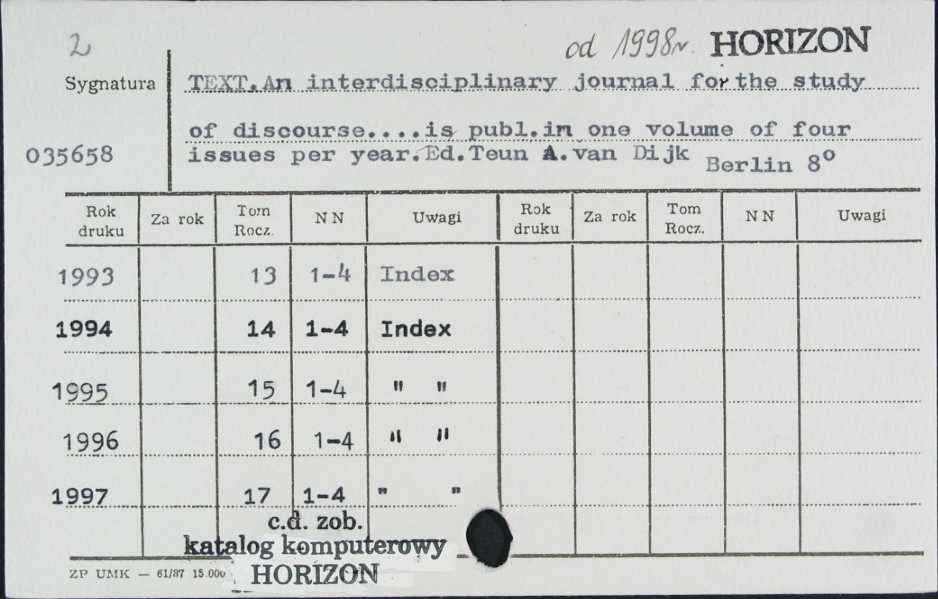 2 od 1998r. HORIZON
Sygnatura TEXT.An interdisciplinary journal for the study
of discourse....is publ.in one volume of four
035658 issues per year.Ed.Teun A.van Dijk Berlin 8°
Rok druku Za rok Tom Rocz. N N Uwagi Rok druku Za rok Tom Rocz. N N Uwagi
1993 13 1-4 Index
1994 14 1-4 Index
1995 15 1-4 " "
1996 16 1-4 " "
1997 17 1-4 " "
c.d. zob.
katalog komputerowy
ZP UMK — 61/87 15.000 HORIZON